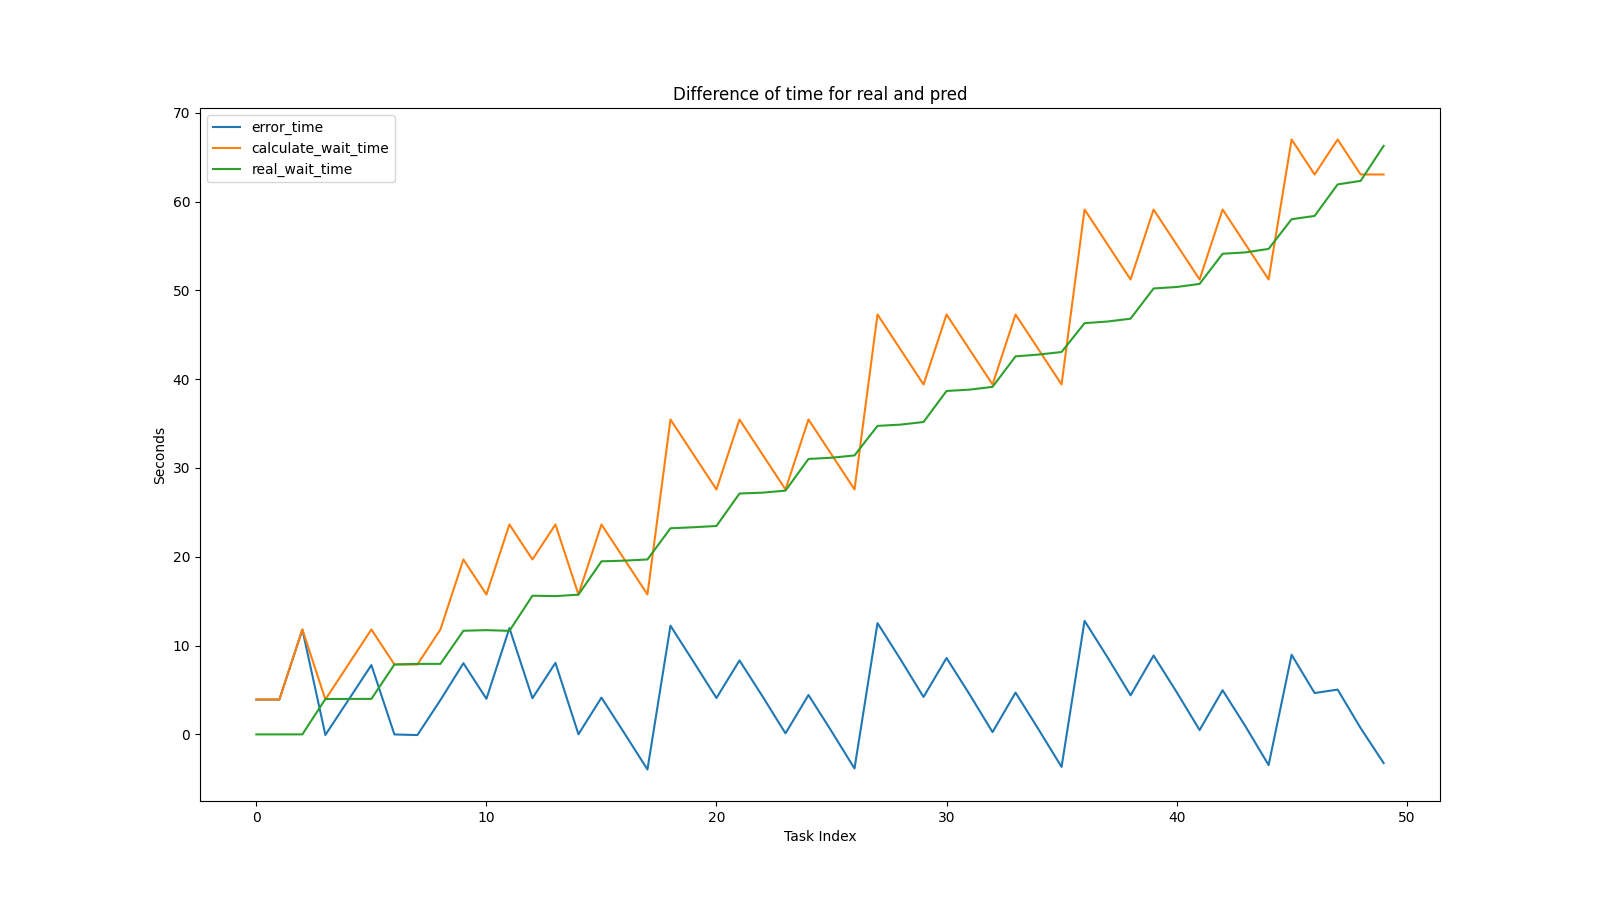 Difference of time for real and pred
error_time
calculate_wait_time
real_wait_time
70
60
50
40
30
20
10
0
Seconds
0 10 20 30 40 50
Task Index